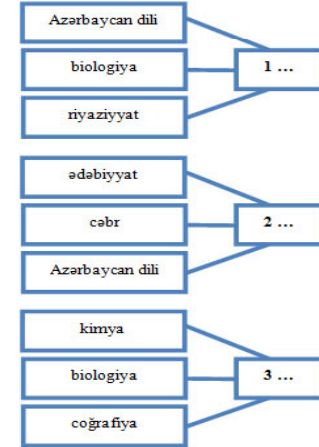 Azərbaycan dili
biologiya
riyaziyyat
1 ...
ədəbiyyat
cəbr
Azərbaycan dili
2 ...
kimya
biologiya
coğrafiya
3 ...